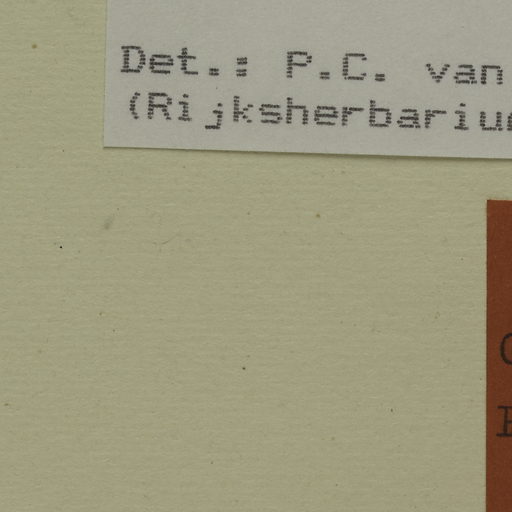 Det.: P.C. van
(Rijksherbariu